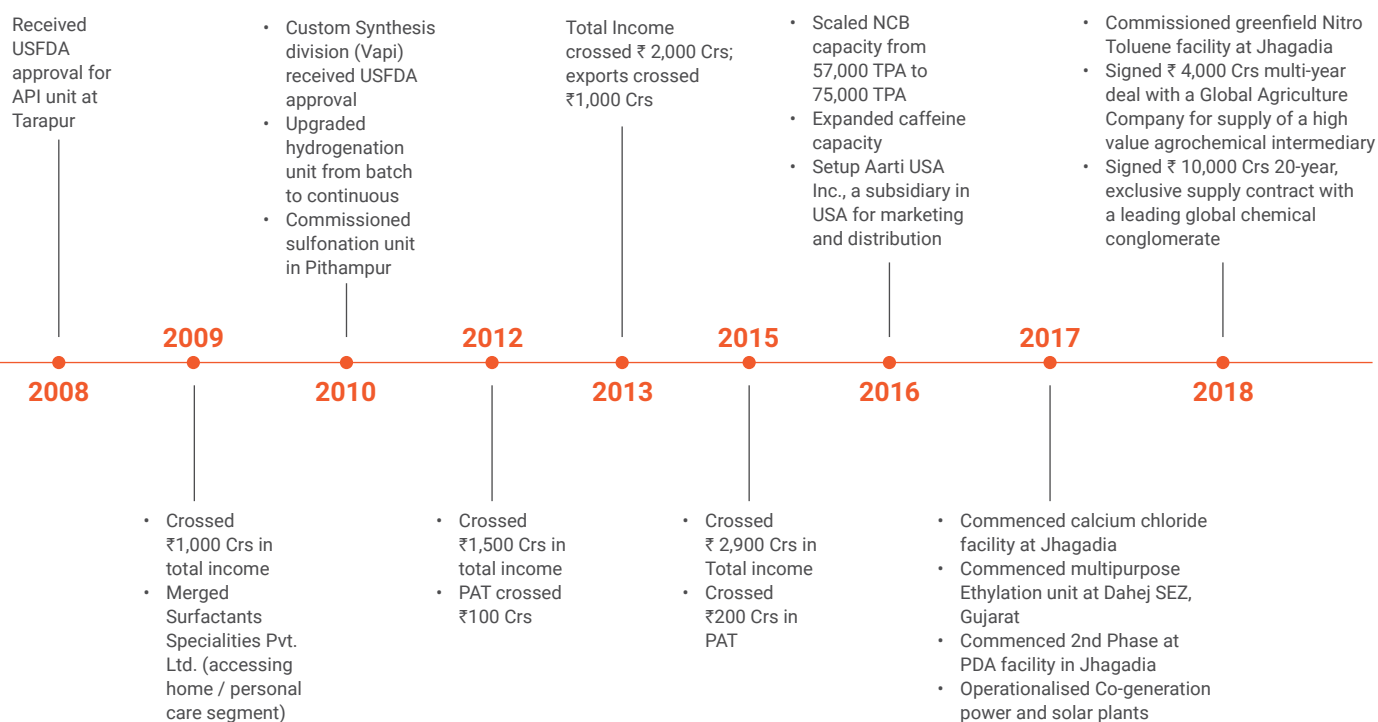 Received
USFDA
approval for
API unit at
Tarapur
• Custom Synthesis
division (Vapi)
received USFDA
approval
• Upgraded
hydrogenation
unit from batch
to continuous
• Commissioned
sulfonation unit
in Pithampur
Total Income
crossed ₹ 2,000 Crs;
exports crossed
₹1,000 Crs
• Scaled NCB
capacity from
57,000 TPA to
75,000 TPA
• Expanded caffeine
capacity
• Setup Aarti USA
Inc., a subsidiary in
USA for marketing
and distribution
• Commissioned greenfield Nitro
Toluene facility at Jhagadia
• Signed ₹ 4,000 Crs multi-year
deal with a Global Agriculture
Company for supply of a high
value agrochemical intermediary
• Signed ₹ 10,000 Crs 20-year,
exclusive supply contract with
a leading global chemical
conglomerate
2009
2012
2015
2017
2008
2010
2013
2016
2018
• Crossed
₹1,000 Crs in
total income
• Merged
Surfactants
Specialities Pvt.
Ltd. (accessing
home / personal
care segment)
• Crossed
₹1,500 Crs in
total income
• PAT crossed
₹100 Crs
• Crossed
₹ 2,900 Crs in
Total income
• Crossed
₹200 Crs in
PAT
• Commenced calcium chloride
facility at Jhagadia
• Commenced multipurpose
Ethylation unit at Dahej SEZ,
Gujarat
• Commenced 2nd Phase at
PDA facility in Jhagadia
• Operationalised Co-generation
power and solar plants